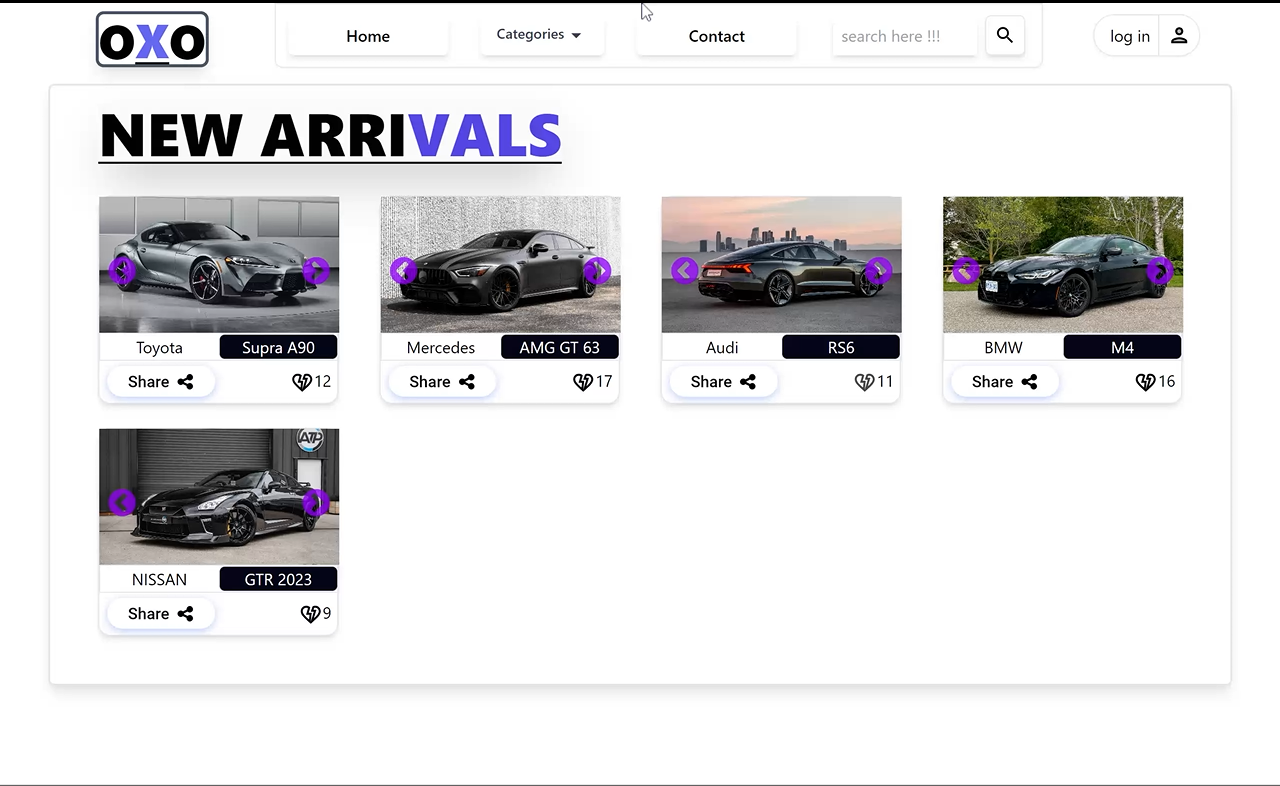 OXO
Home
Categories
Contact
search here !!!
log in
NEW ARRIVALS
Toyota
Supra A90
Mercedes
AMG GT 63
Audi
RS6
BMW
M4
Share
12
Share
17
Share
11
Share
16
ATP
NISSAN
GTR 2023
Share
9